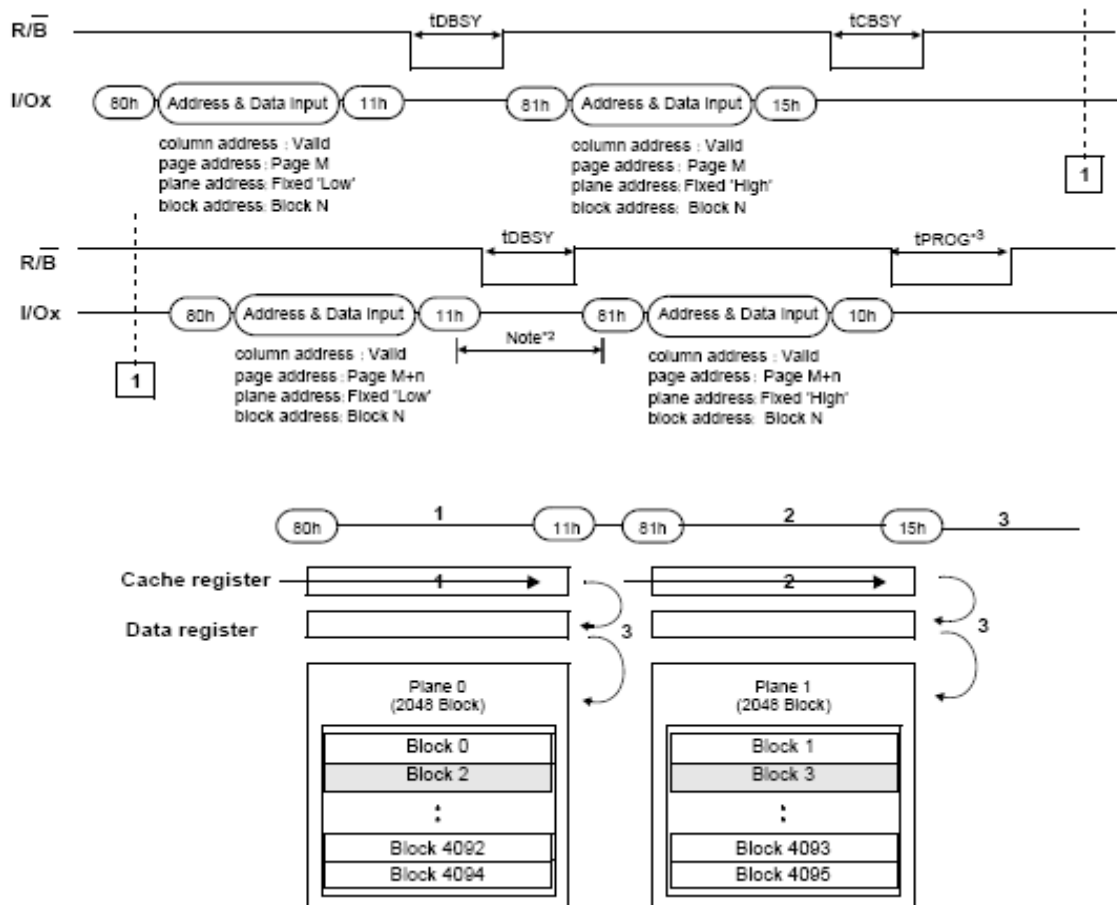 tDBSY tCBSY
R/B
I/Ox 80h Address & Data Input 11h 81h Address & Data Input 15h
column address : Valid column address : Valid
page address : Page M page address : Page M
plane address: Fixed 'Low' plane address: Fixed 'High'
block address: Block N block address: Block N
1
tDBSY tPROG*3
R/B
I/Ox 80h Address & Data Input 11h 81h Address & Data Input 10h
Note*2
1
column address : Valid column address : Valid
page address : Page M+n page address : Page M+n
plane address: Fixed 'Low' plane address: Fixed 'High'
block address: Block N block address: Block N
80h 1 11h 81h 2 15h 3
Cache register 1 2
Data register 3 3
Plane 0 Plane 1
(2048 Block) (2048 Block)
Block 0 Block 1
Block 2 Block 3
: :
Block 4092 Block 4093
Block 4094 Block 4095